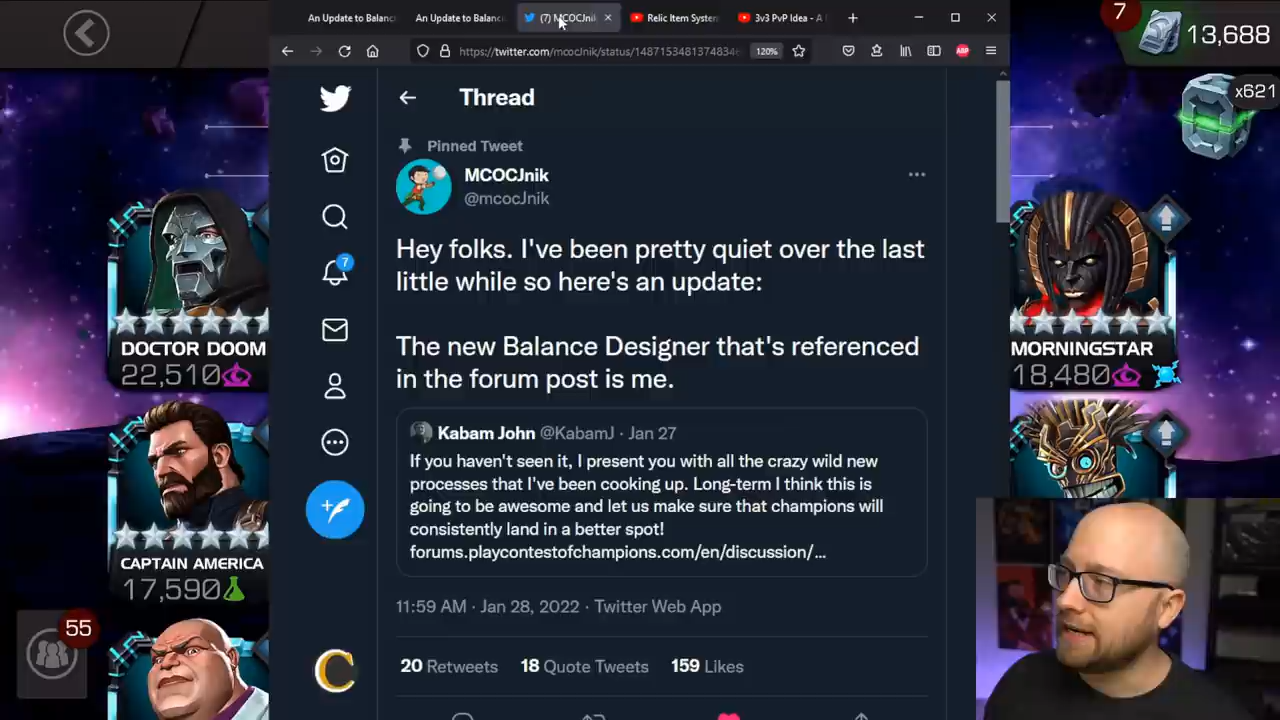 An Update to Balanc
An Update to Balanc
(7) MCOCJnik
Relic Item System
3v3 PvP Idea - A
https://twitter.com/mcocJnik/status/148715348137483
120%
ABP
7
13,688
x621
Thread
Pinned Tweet
MCOCJnik
@mcocJnik
Hey folks. I've been pretty quiet over the last
little while so here's an update:
The new Balance Designer that's referenced
in the forum post is me.
Kabam John @KabamJ · Jan 27
If you haven't seen it, I present you with all the crazy wild new
processes that I've been cooking up. Long-term I think this is
going to be awesome and let us make sure that champions will
consistently land in a better spot!
forums.playcontestofchampions.com/en/discussion/...
11:59 AM · Jan 28, 2022 · Twitter Web App
20 Retweets 18 Quote Tweets 159 Likes
7
DOCTOR DOOM
22,510
CAPTAIN AMERICA
17,590
55
MORNINGSTAR
18,480